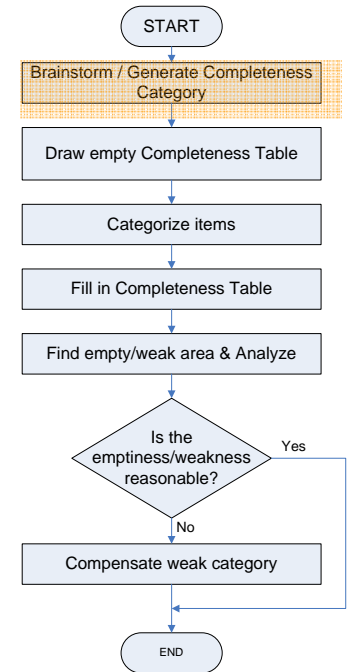 START
Brainstorm / Generate Completeness
Category
Draw empty Completeness Table
Categorize items
Fill in Completeness Table
Find empty/weak area & Analyze
Is the
emptiness/weakness
reasonable?
Yes
No
Compensate weak category
END